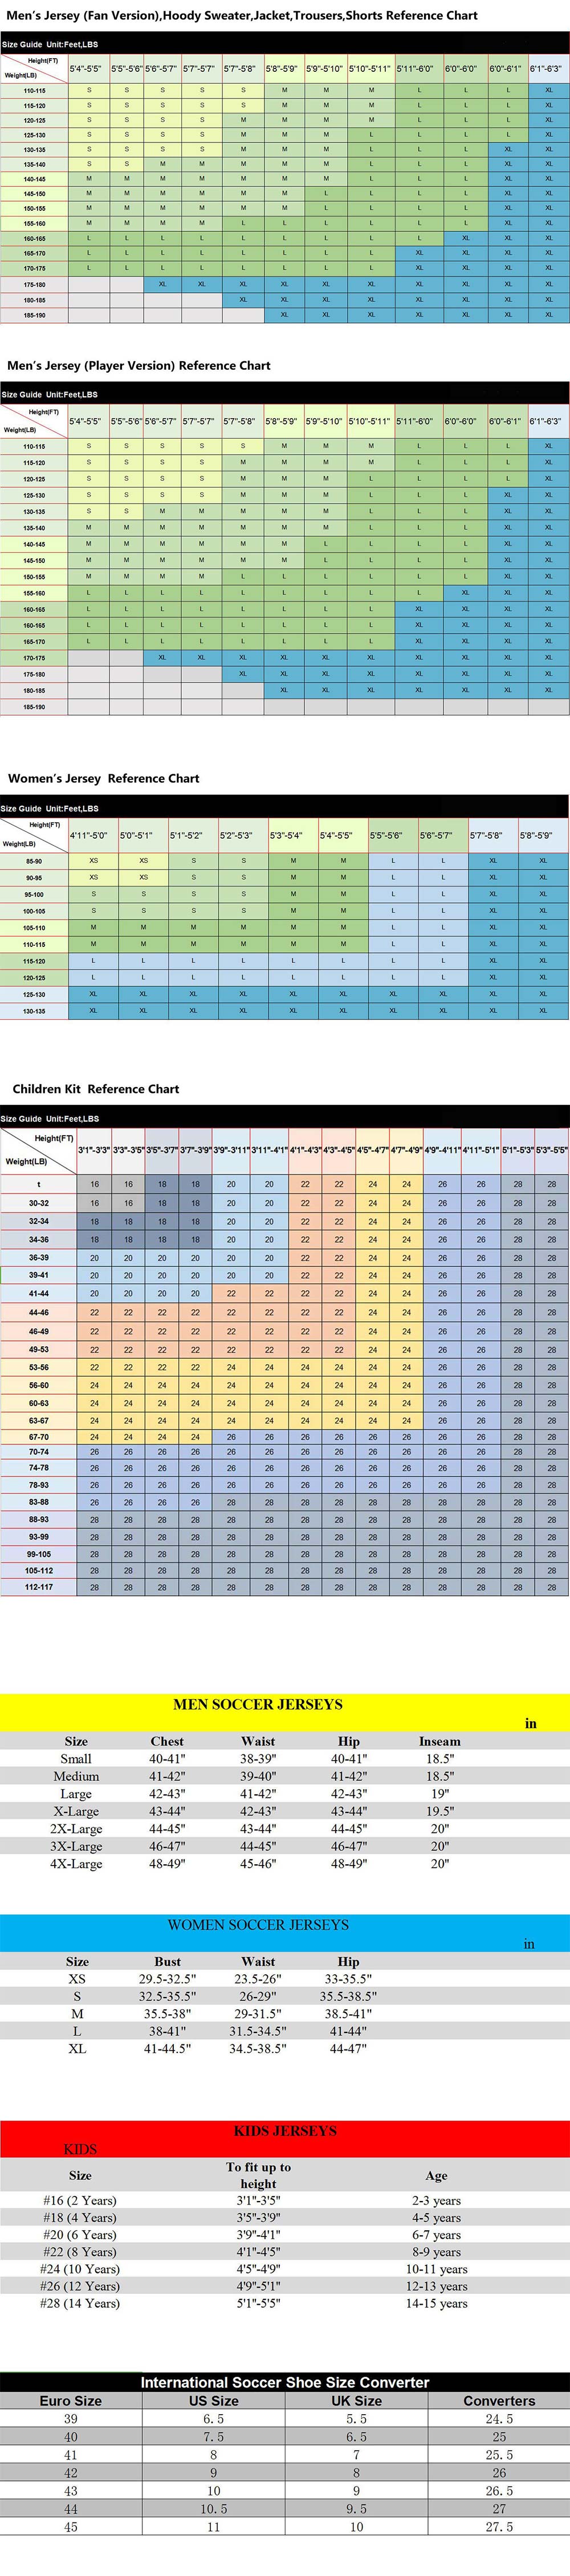 Men's Jersey (Fan Version),Hoody Sweater,Jacket,Trousers,Shorts Reference Chart
Size Guide Unit:Feet,LBS
Height(FT) 5'4"-5'5" 5'5"-5'6" 5'6"-5'7" 5'7"-5'7" 5'7"-5'8" 5'8"-5'9" 5'9"-5'10" 5'10"-5'11" 5'11"-6'0" 6'0"-6'0" 6'0"-6'1" 6'1"-6'3"
Weight(LB)
110-115 S S S S S M M M L L L XL
115-120 S S S S S M M M L L L XL
120-125 S S S S M M M M L L L XL
125-130 S S S S M M M L L L L XL
130-135 S S S S M M M L L L XL XL
135-140 S S M M M M M L L L XL XL
140-145 M M M M M M M L L L XL XL
145-150 M M M M M M L L L L XL XL
150-155 M M M M M M L L L L XL XL
155-160 M M M M L L L L L L XL XL
160-165 L L L L L L L L L XL XL XL
165-170 L L L L L L L L XL XL XL XL
170-175 L L L L L L L L XL XL XL XL
175-180 XL XL XL XL XL XL XL XL XL XL
180-185 XL XL XL XL XL XL XL XL
185-190 XL XL XL XL XL XL XL
Men's Jersey (Player Version) Reference Chart
Size Guide Unit:Feet,LBS
Height(FT) 5'4"-5'5" 5'5"-5'6" 5'6"-5'7" 5'7"-5'7" 5'7"-5'8" 5'8"-5'9" 5'9"-5'10" 5'10"-5'11" 5'11"-6'0" 6'0"-6'0" 6'0"-6'1" 6'1"-6'3"
Weight(LB)
110-115 S S S S S M M M L L L XL
115-120 S S S S M M M M L L L XL
120-125 S S S S M M M L L L L XL
125-130 S S S S M M M L L L XL XL
130-135 S S M M M M M L L L XL XL
135-140 M M M M M M M L L L XL XL
140-145 M M M M M M L L L L XL XL
145-150 M M M M M M L L L L XL XL
150-155 M M M M L L L L L L XL XL
155-160 L L L L L L L L L XL XL XL
160-165 L L L L L L L L XL XL XL XL
160-165 L L L L L L L L XL XL XL XL
165-170 L L L L L L L L XL XL XL XL
170-175 XL XL XL XL XL XL XL XL XL XL
175-180 XL XL XL XL XL XL XL XL
180-185 XL XL XL XL XL XL XL
185-190
Women's Jersey Reference Chart
Size Guide Unit:Feet,LBS
Height(FT) 4'11"-5'0" 5'0"-5'1" 5'1"-5'2" 5'2"-5'3" 5'3"-5'4" 5'4"-5'5" 5'5"-5'6" 5'6"-5'7" 5'7"-5'8" 5'8"-5'9"
Weight(LB)
85-90 XS XS S S M M L L XL XL
90-95 XS XS S S M M L L XL XL
95-100 S S S S M M L L XL XL
100-105 S S S S M M L L XL XL
105-110 M M M M M M L L XL XL
110-115 M M M M M M L L XL XL
115-120 L L L L L L L L XL XL
120-125 L L L L L L L L XL XL
125-130 XL XL XL XL XL XL XL XL XL XL
130-135 XL XL XL XL XL XL XL XL XL XL
Children Kit Reference Chart
Size Guide Unit:Feet,LBS
Height(FT) 3'1"-3'3" 3'3"-3'5" 3'5"-3'7" 3'7"-3'9" 3'9"-3'11" 3'11"-4'1" 4'1"-4'3" 4'3"-4'5" 4'5"-4'7" 4'7"-4'9" 4'9"-4'11" 4'11"-5'1" 5'1"-5'3" 5'3"-5'5"
Weight(LB)
t 16 16 18 18 20 20 22 22 24 24 26 26 28 28
30-32 16 16 18 18 20 20 22 22 24 24 26 26 28 28
32-34 18 18 18 18 20 20 22 22 24 24 26 26 28 28
34-36 18 18 18 18 20 20 22 22 24 24 26 26 28 28
36-39 20 20 20 20 20 20 22 22 24 24 26 26 28 28
39-41 20 20 20 20 20 20 22 22 24 24 26 26 28 28
41-44 20 20 20 20 22 22 22 22 24 24 26 26 28 28
44-46 22 22 22 22 22 22 22 22 24 24 26 26 28 28
46-49 22 22 22 22 22 22 22 22 24 24 26 26 28 28
49-53 22 22 22 22 22 22 22 22 24 24 26 26 28 28
53-56 22 22 22 22 24 24 24 24 24 24 26 26 28 28
56-60 24 24 24 24 24 24 24 24 24 24 26 26 28 28
60-63 24 24 24 24 24 24 24 24 24 24 26 26 28 28
63-67 24 24 24 24 24 24 24 24 24 24 26 26 28 28
67-70 24 24 24 24 26 26 26 26 26 26 26 26 28 28
70-74 26 26 26 26 26 26 26 26 26 26 26 26 28 28
74-78 26 26 26 26 26 26 26 26 26 26 26 26 28 28
78-93 26 26 26 26 26 26 26 26 26 26 26 26 28 28
83-88 26 26 26 26 28 28 28 28 28 28 28 28 28 28
88-93 28 28 28 28 28 28 28 28 28 28 28 28 28 28
93-99 28 28 28 28 28 28 28 28 28 28 28 28 28 28
99-105 28 28 28 28 28 28 28 28 28 28 28 28 28 28
105-112 28 28 28 28 28 28 28 28 28 28 28 28 28 28
112-117 28 28 28 28 28 28 28 28 28 28 28 28 28 28
MEN SOCCER JERSEYS
in
Size Chest Waist Hip Inseam
Small 40-41" 38-39" 40-41" 18.5"
Medium 41-42" 39-40" 41-42" 18.5"
Large 42-43" 41-42" 42-43" 19"
X-Large 43-44" 42-43" 43-44" 19.5"
2X-Large 44-45" 43-44" 44-45" 20"
3X-Large 46-47" 44-45" 46-47" 20"
4X-Large 48-49" 45-46" 48-49" 20"
WOMEN SOCCER JERSEYS
in
Size Bust Waist Hip
XS 29.5-32.5" 23.5-26" 33-35.5"
S 32.5-35.5" 26-29" 35.5-38.5"
M 35.5-38" 29-31.5" 38.5-41"
L 38-41" 31.5-34.5" 41-44"
XL 41-44.5" 34.5-38.5" 44-47"
KIDS JERSEYS
KIDS
Size To fit up to height Age
#16 (2 Years) 3'1"-3'5" 2-3 years
#18 (4 Years) 3'5"-3'9" 4-5 years
#20 (6 Years) 3'9"-4'1" 6-7 years
#22 (8 Years) 4'1"-4'5" 8-9 years
#24 (10 Years) 4'5"-4'9" 10-11 years
#26 (12 Years) 4'9"-5'1" 12-13 years
#28 (14 Years) 5'1"-5'5" 14-15 years
International Soccer Shoe Size Converter
Euro Size US Size UK Size Converters
39 6.5 5.5 24.5
40 7.5 6.5 25
41 8 7 25.5
42 9 8 26
43 10 9 26.5
44 10.5 9.5 27
45 11 10 27.5